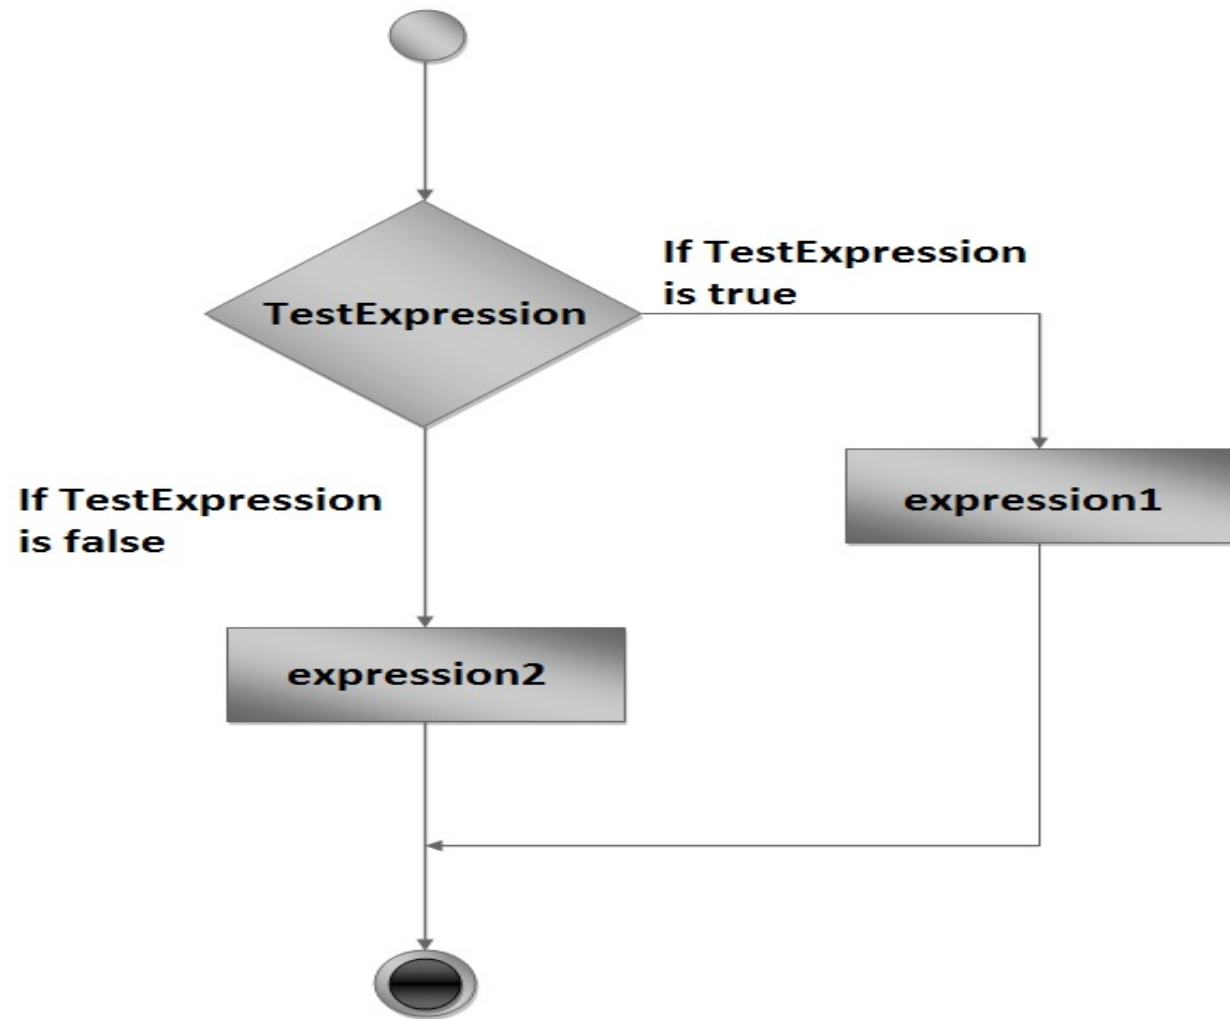 If TestExpression
is true
TestExpression
If TestExpression
is false
expression1
expression2